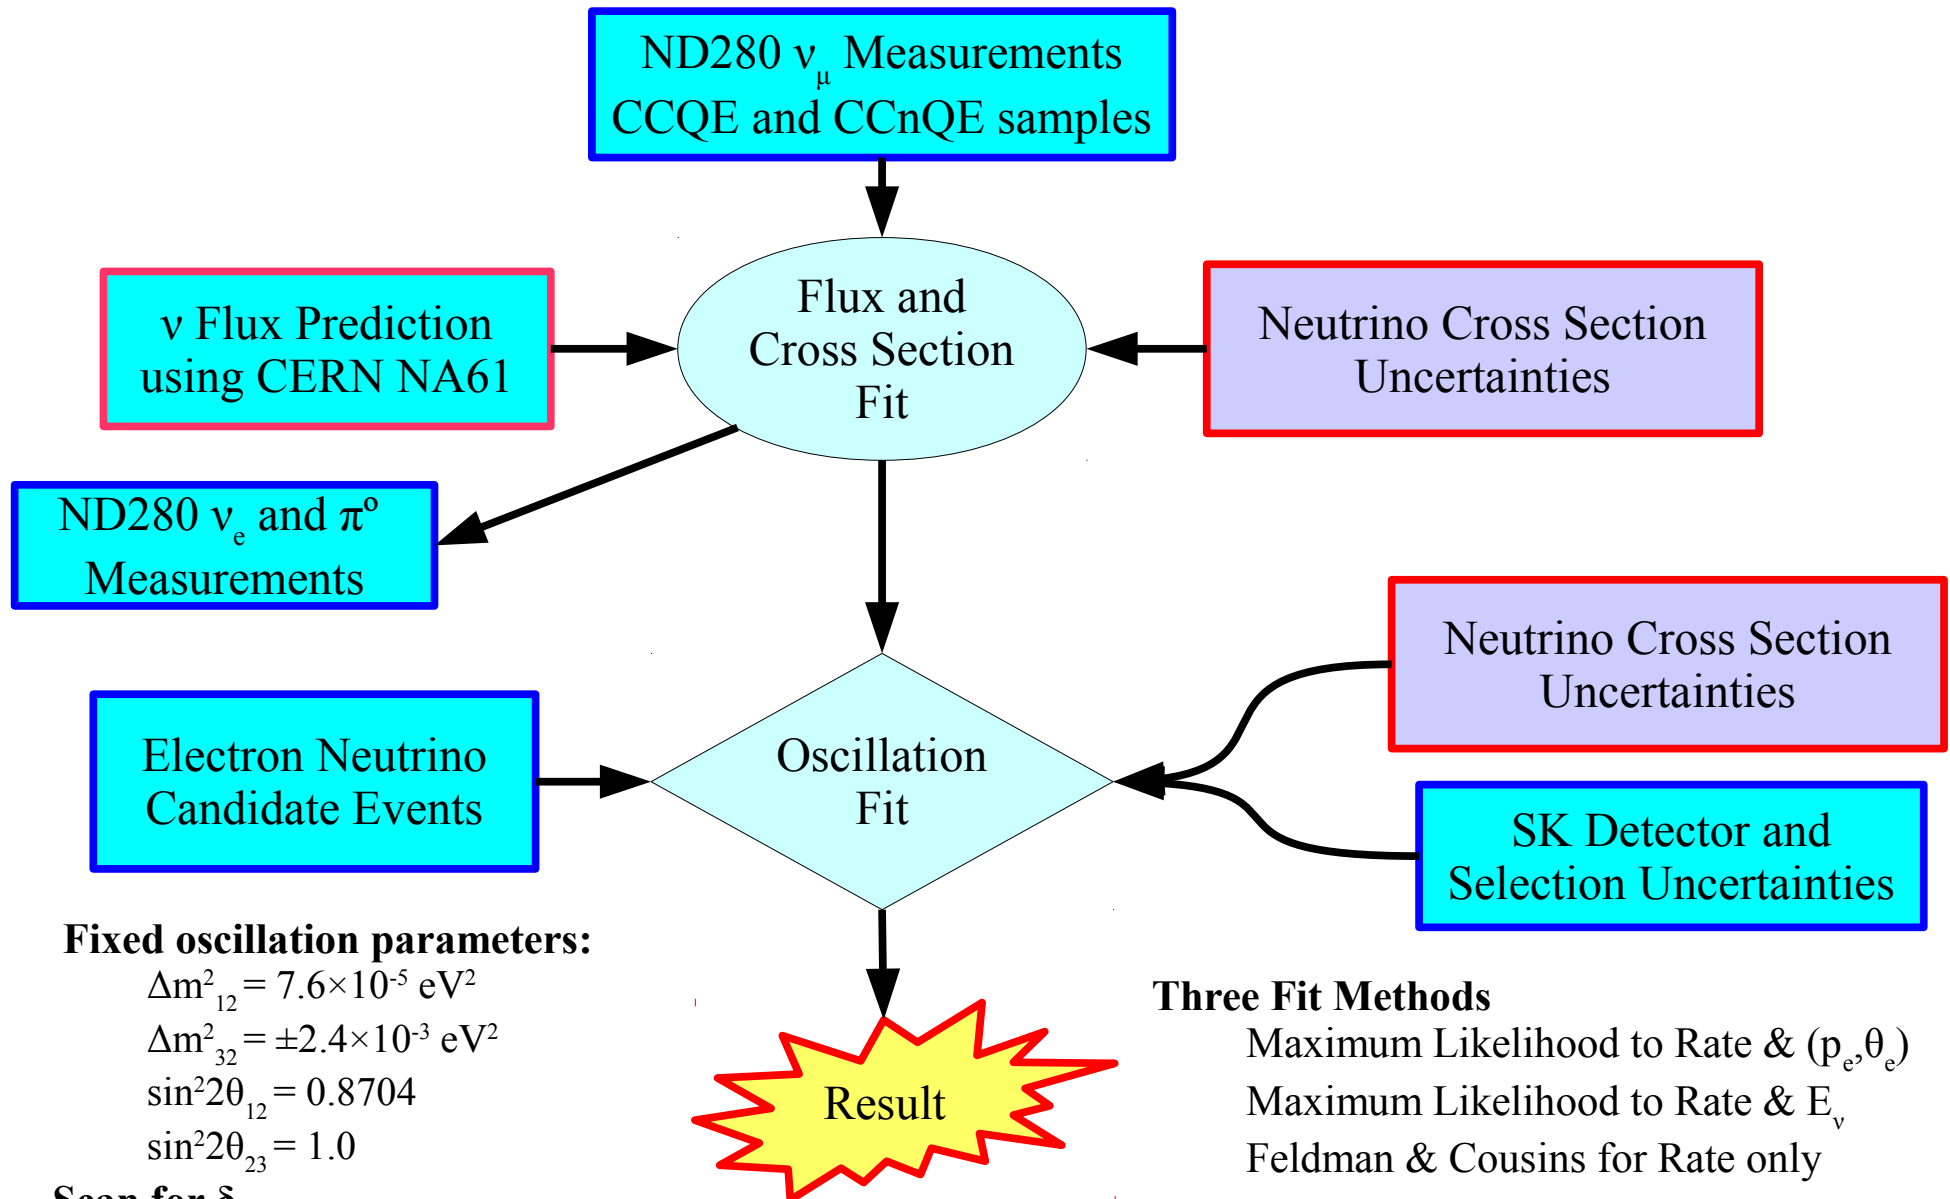 ND280 νμ Measurements
CCQE and CCnQE samples
ν Flux Prediction
using CERN NA61
Flux and
Cross Section
Fit
Neutrino Cross Section
Uncertainties
ND280 νe and πº
Measurements
Neutrino Cross Section
Uncertainties
Electron Neutrino
Candidate Events
Oscillation
Fit
SK Detector and
Selection Uncertainties
Fixed oscillation parameters:
Δm²₁₂ = 7.6×10⁻⁵ eV²
Δm²₃₂ = ±2.4×10⁻³ eV²
sin²2θ₁₂ = 0.8704
sin²2θ₂₃ = 1.0
Scan for δ
Result
Three Fit Methods
Maximum Likelihood to Rate & (pe,θe)
Maximum Likelihood to Rate & Eν
Feldman & Cousins for Rate only